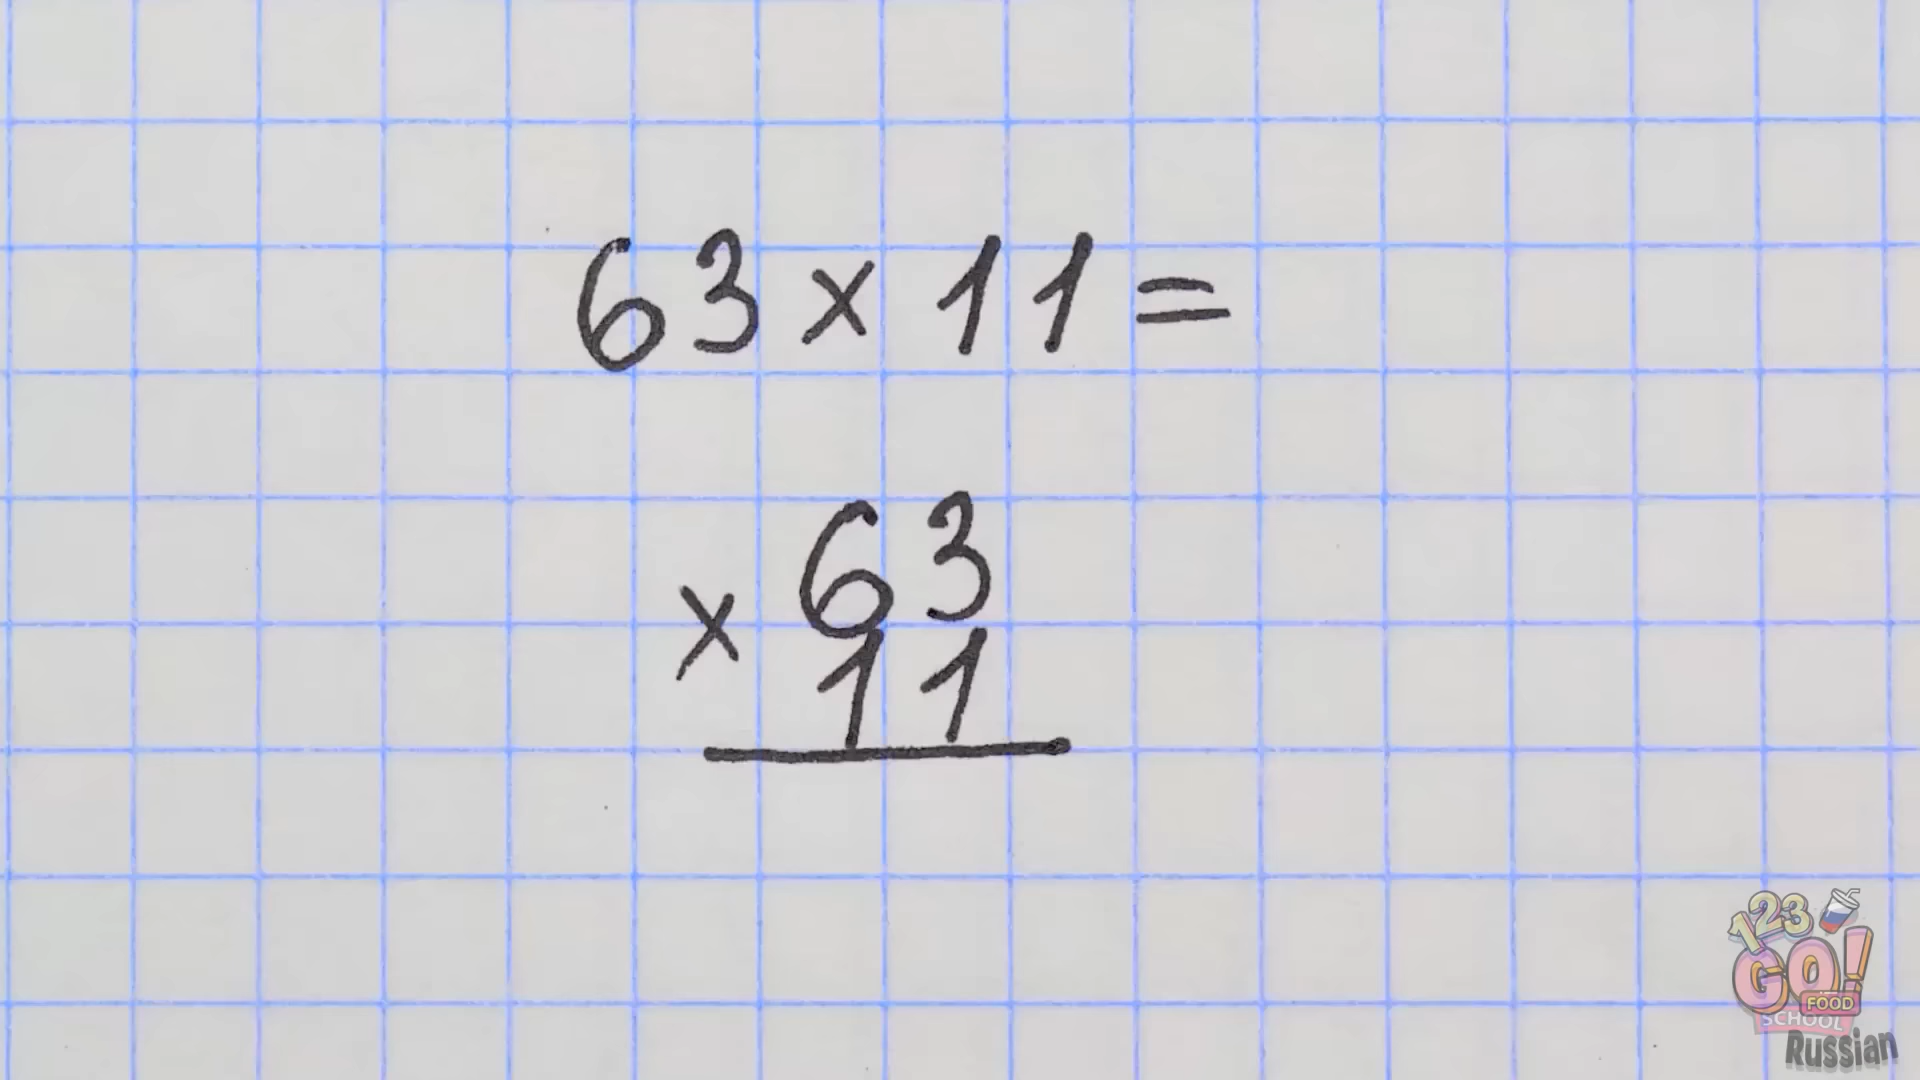 63 × 11 =
× 63
11
123
GO!
FOOD
SCHOOL
Russian